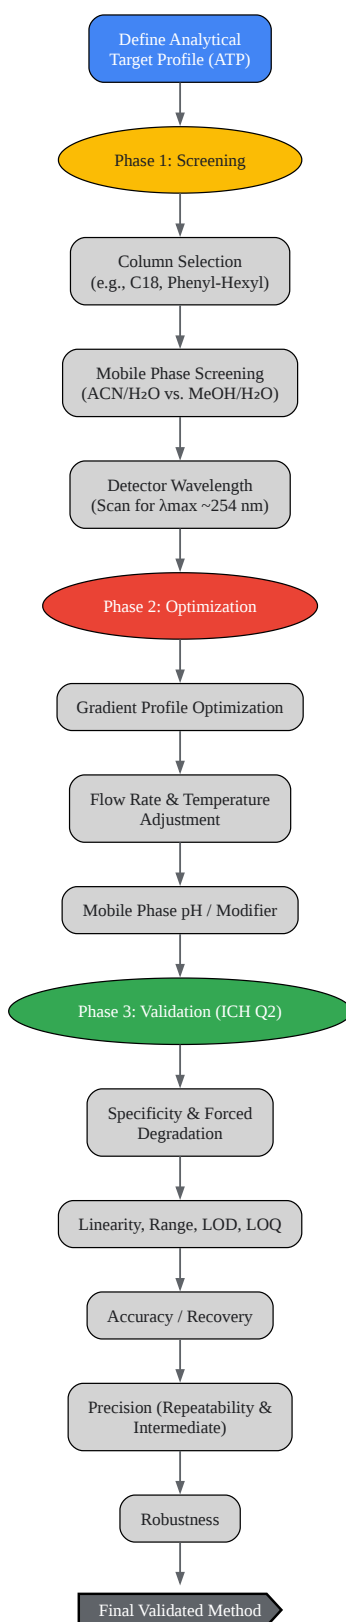 Define Analytical
Target Profile (ATP)
Phase 1: Screening
Column Selection
(e.g., C18, Phenyl-Hexyl)
Mobile Phase Screening
(ACN/H₂O vs. MeOH/H₂O)
Detector Wavelength
(Scan for λmax ~254 nm)
Phase 2: Optimization
Gradient Profile Optimization
Flow Rate & Temperature
Adjustment
Mobile Phase pH / Modifier
Phase 3: Validation (ICH Q2)
Specificity & Forced
Degradation
Linearity, Range, LOD, LOQ
Accuracy / Recovery
Precision (Repeatability &
Intermediate)
Robustness
Final Validated Method